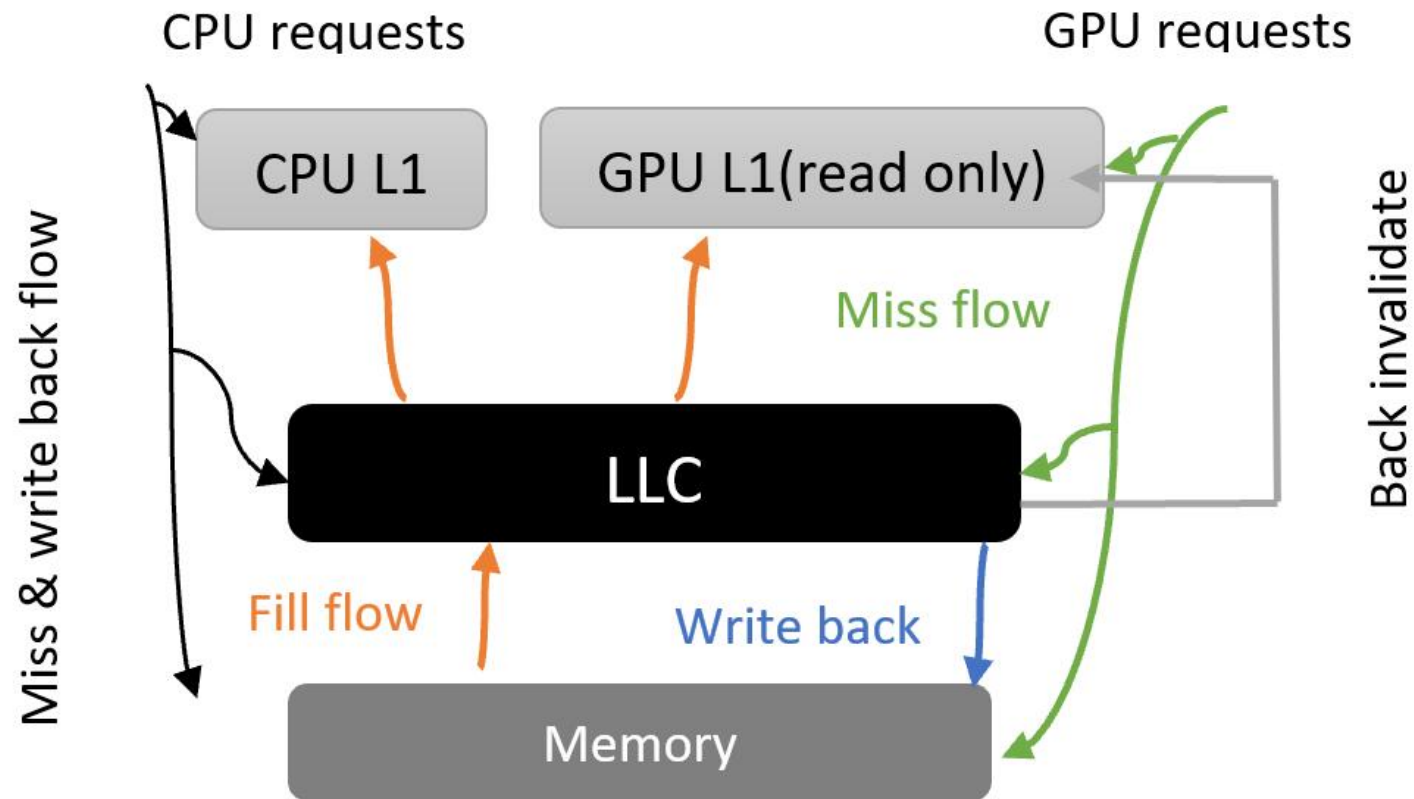 CPU requests
GPU requests
CPU L1
GPU L1(read only)
Miss & write back flow
Miss flow
Back invalidate
LLC
Fill flow
Write back
Memory